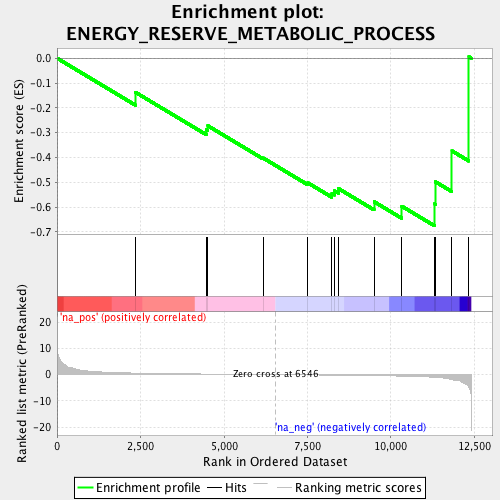 Enrichment plot:
ENERGY_RESERVE_METABOLIC_PROCESS
Enrichment score (ES)
0.0
-0.1
-0.2
-0.3
-0.4
-0.5
-0.6
-0.7
'na_pos' (positively correlated)
Ranked list metric (PreRanked)
20
10
0
-10
-20
Zero cross at 6546
'na_neg' (negatively correlated)
0 2,500 5,000 7,500 10,000 12,500
Rank in Ordered Dataset
Enrichment profile Hits Ranking metric scores